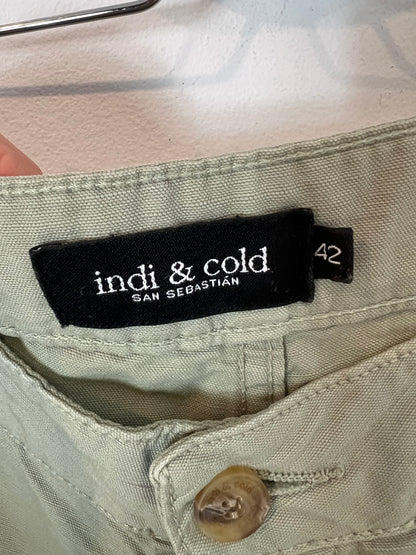 indi & cold
SAN SEBASTIÁN
42